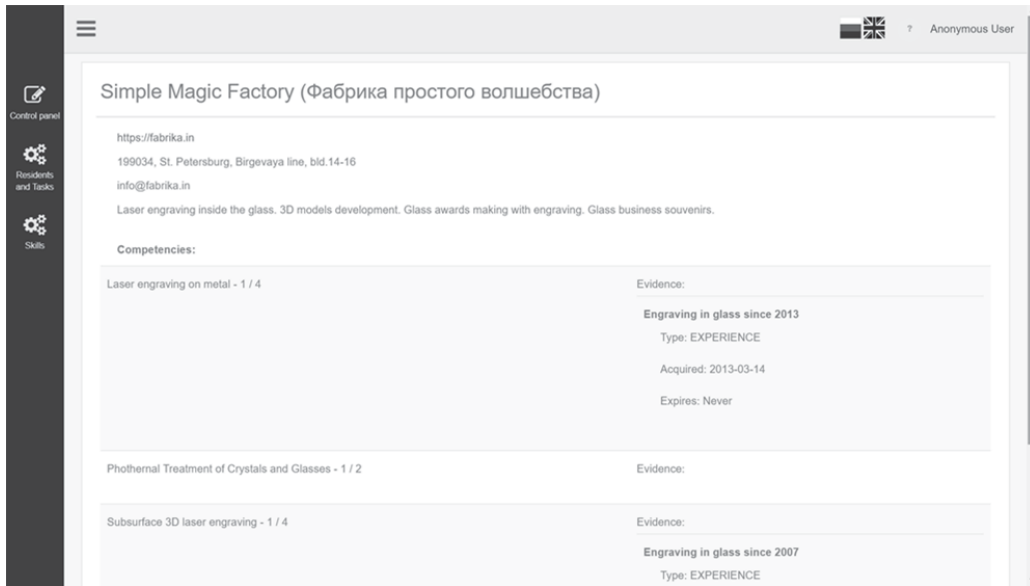 ? Anonymous User
Simple Magic Factory (Фабрика простого волшебства)
Control panel
https://fabrika.in
199034, St. Petersburg, Birgevaya line, bld.14-16
Residents
and Tasks
info@fabrika.in
Laser engraving inside the glass. 3D models development. Glass awards making with engraving. Glass business souvenirs.
Skills
Competencies:
Laser engraving on metal - 1 / 4
Evidence:
Engraving in glass since 2013
Type: EXPERIENCE
Acquired: 2013-03-14
Expires: Never
Phothernal Treatment of Crystals and Glasses - 1 / 2
Evidence:
Subsurface 3D laser engraving - 1 / 4
Evidence:
Engraving in glass since 2007
Type: EXPERIENCE